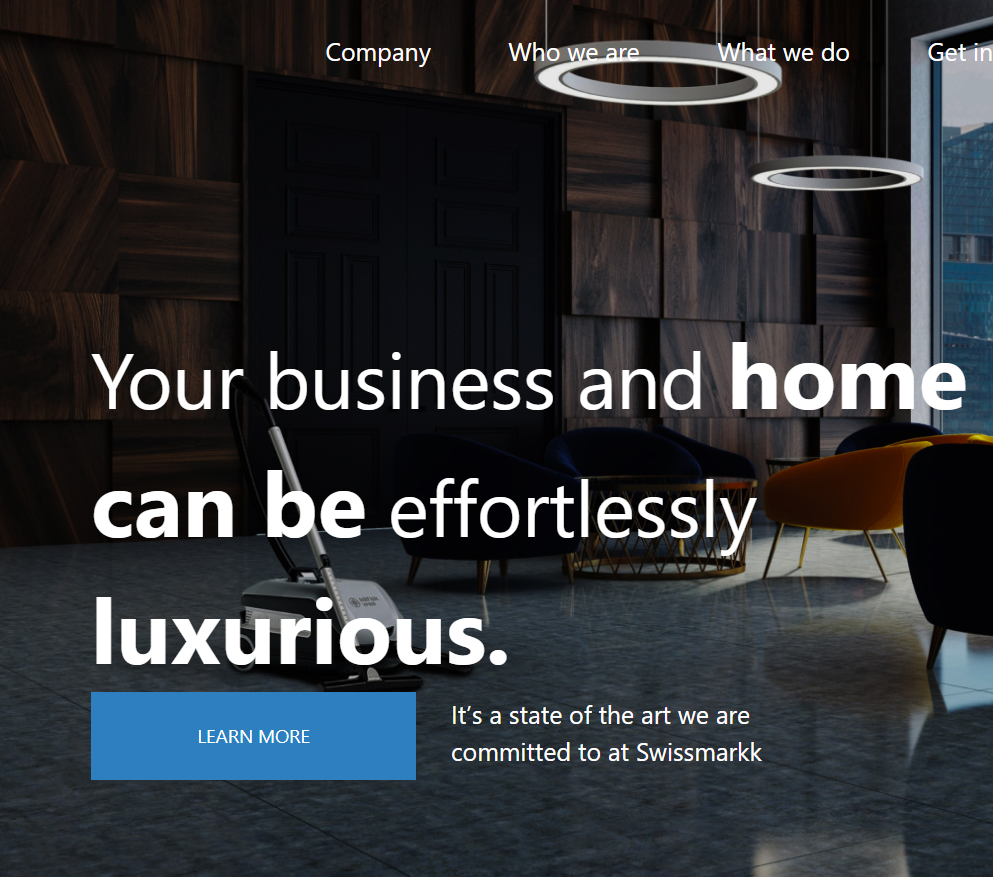 Company Who we are What we do Get in
Your business and home
can be effortlessly
luxurious.
LEARN MORE
It’s a state of the art we are
committed to at Swissmarkk